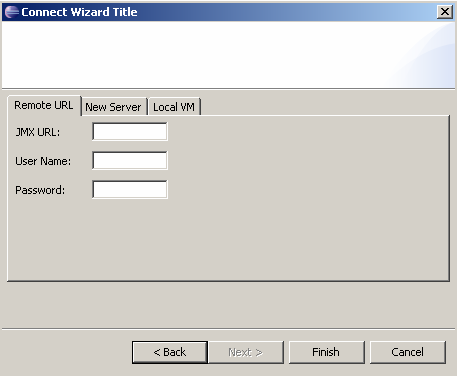 Connect Wizard Title
Remote URL New Server Local VM
JMX URL:
User Name:
Password:
< Back Next > Finish Cancel